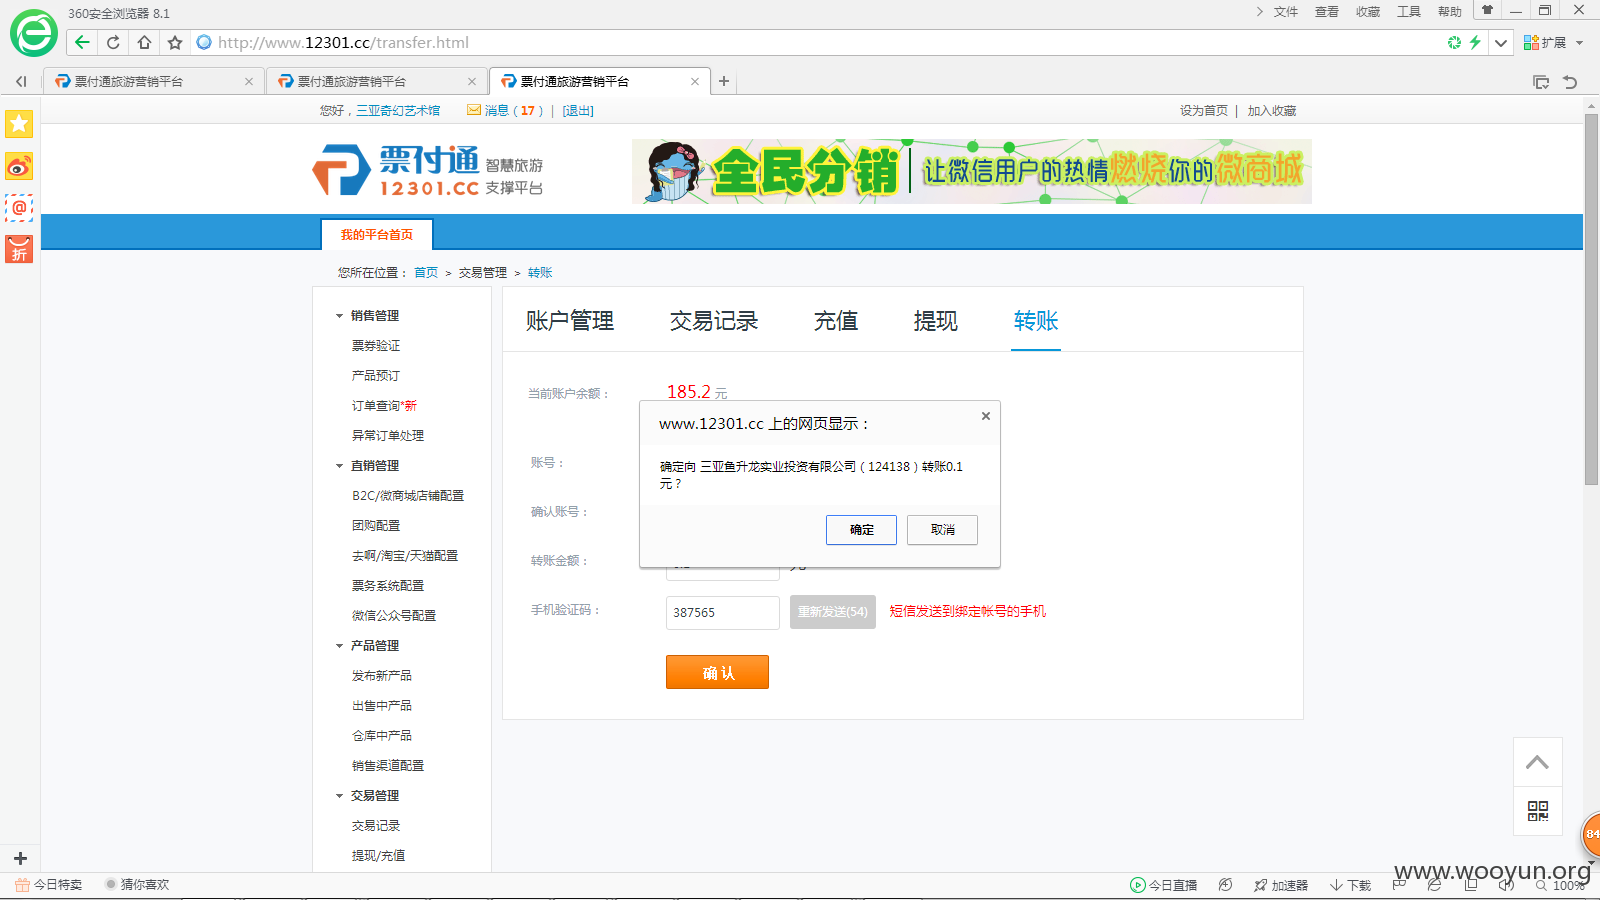 360安全浏览器 8.1
文件 查看 收藏 工具 帮助
http://www.12301.cc/transfer.html
扩展
票付通旅游营销平台
票付通旅游营销平台
票付通旅游营销平台
您好，三亚奇幻艺术馆 消息（17）| [退出]
设为首页 | 加入收藏
@
折
票付通 智慧旅游
12301.CC 支撑平台
全民分销 让微信用户的热情燃烧你的微商城
我的平台首页
您所在位置： 首页 > 交易管理 > 转账
销售管理
票券验证
产品预订
订单查询*新
异常订单处理
直销管理
B2C/微商城店铺配置
团购配置
去啊/淘宝/天猫配置
票务系统配置
微信公众号配置
产品管理
发布新产品
出售中产品
仓库中产品
销售渠道配置
交易管理
交易记录
提现/充值
账户管理 交易记录 充值 提现 转账
当前账户余额： 185.2 元
www.12301.cc 上的网页显示：
确定向 三亚鱼升龙实业投资有限公司（124138）转账0.1
元？
确定 取消
账号：
确认账号：
转账金额：
手机验证码： 387565 重新发送(54) 短信发送到绑定帐号的手机
确 认
84
www.wooyun.org
今日特卖 猜你喜欢
今日直播 加速器 下载 100%